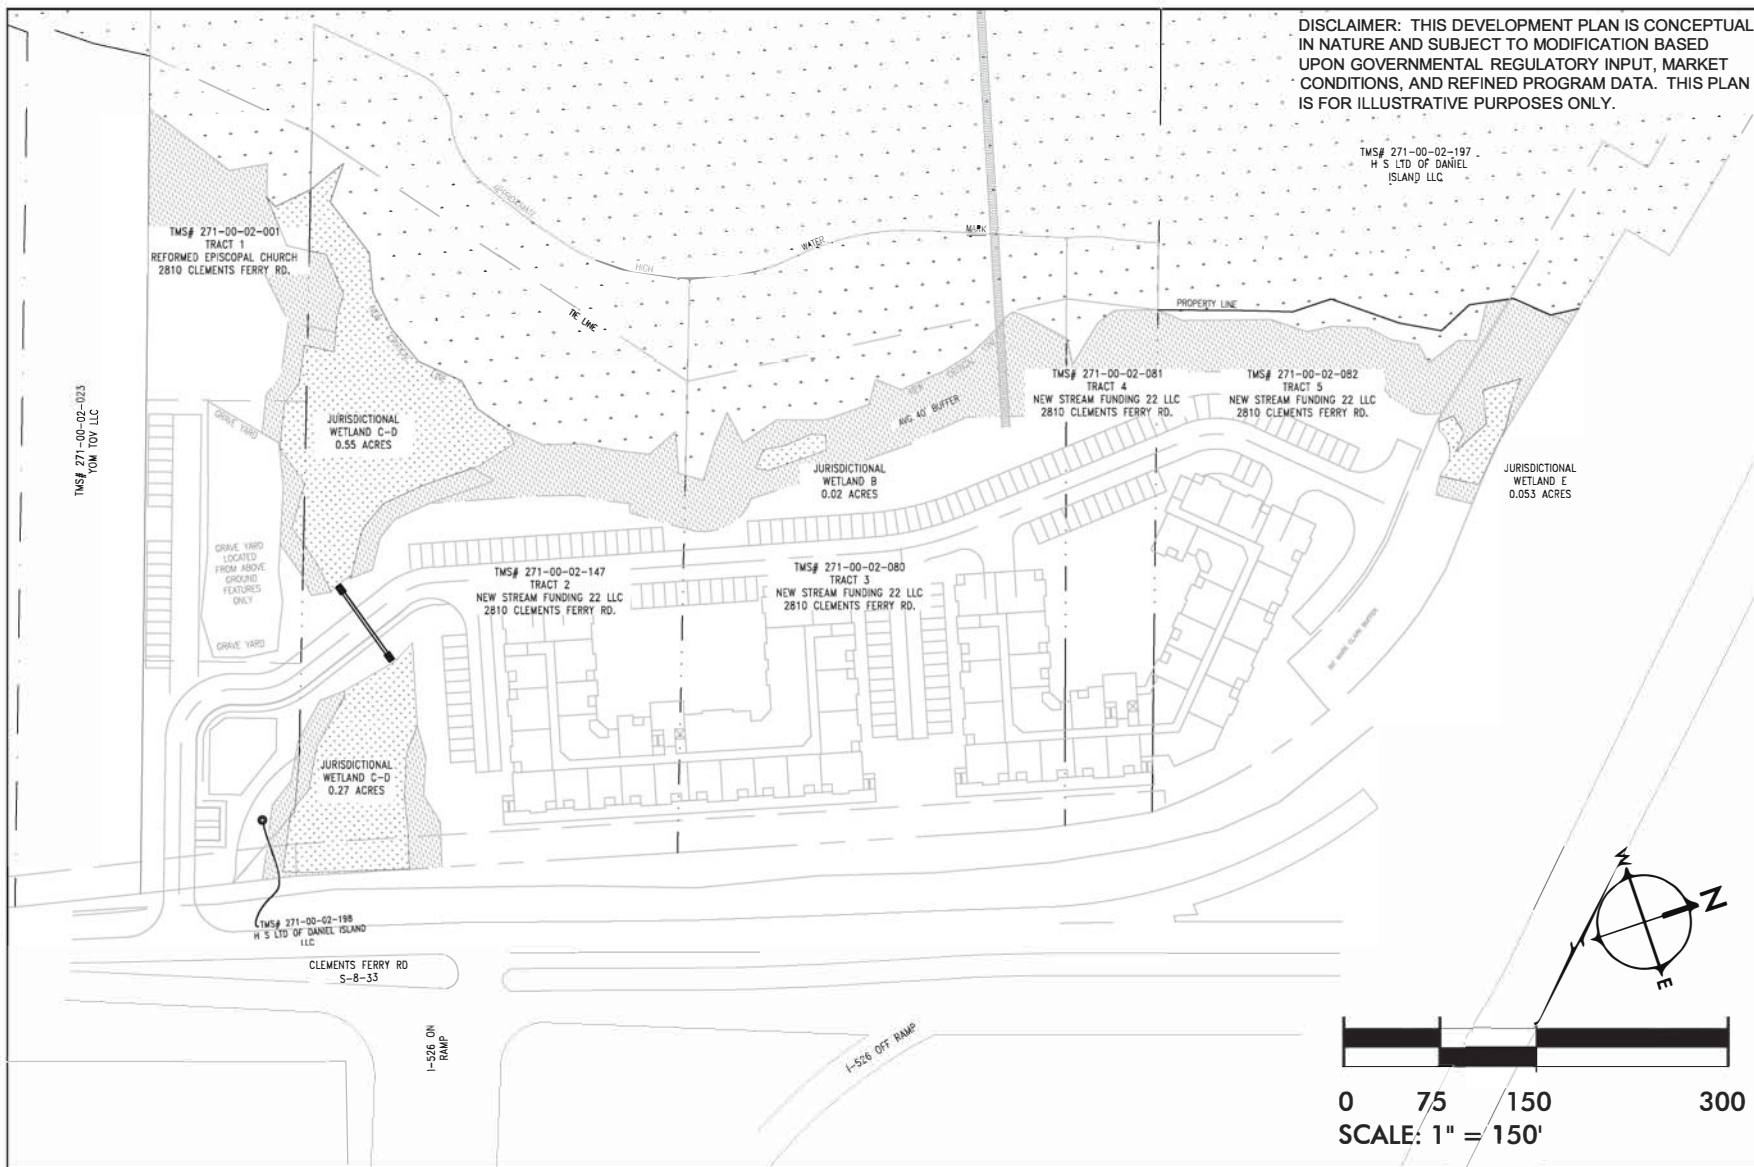 DISCLAIMER: THIS DEVELOPMENT PLAN IS CONCEPTUAL
IN NATURE AND SUBJECT TO MODIFICATION BASED
UPON GOVERNMENTAL REGULATORY INPUT, MARKET
CONDITIONS, AND REFINED PROGRAM DATA. THIS PLAN
IS FOR ILLUSTRATIVE PURPOSES ONLY.
TMS# 271-00-02-197
H S LTD OF DANIEL
ISLAND LLC
APPROXIMATE
HIGH
WATER
MARK
TIE LINE
PROPERTY LINE
TMS# 271-00-02-001
TRACT 1
REFORMED EPISCOPAL CHURCH
2810 CLEMENTS FERRY RD.
TMS# 271-00-02-023
YOM TOV LLC
CRITICAL
LINE
CRITICAL
AVG 40' BUFFER
TMS# 271-00-02-081
TRACT 4
NEW STREAM FUNDING 22 LLC
2810 CLEMENTS FERRY RD.
TMS# 271-00-02-082
TRACT 5
NEW STREAM FUNDING 22 LLC
2810 CLEMENTS FERRY RD.
GRAVE YARD
JURISDICTIONAL
WETLAND C-D
0.55 ACRES
JURISDICTIONAL
WETLAND B
0.02 ACRES
JURISDICTIONAL
WETLAND E
0.053 ACRES
GRAVE YARD
LOCATED
FROM ABOVE
GROUND
FEATURES
ONLY
GRAVE YARD
TMS# 271-00-02-147
TRACT 2
NEW STREAM FUNDING 22 LLC
2810 CLEMENTS FERRY RD.
TMS# 271-00-02-080
TRACT 3
NEW STREAM FUNDING 22 LLC
2810 CLEMENTS FERRY RD.
MARK CLARK BUFFER
JURISDICTIONAL
WETLAND C-D
0.27 ACRES
TMS# 271-00-02-198
H S LTD OF DANIEL ISLAND
LLC
CLEMENTS FERRY RD
S-8-33
I-526 ON
RAMP
I-526 OFF RAMP
W
N
E
0 75 150 300
SCALE: 1" = 150'